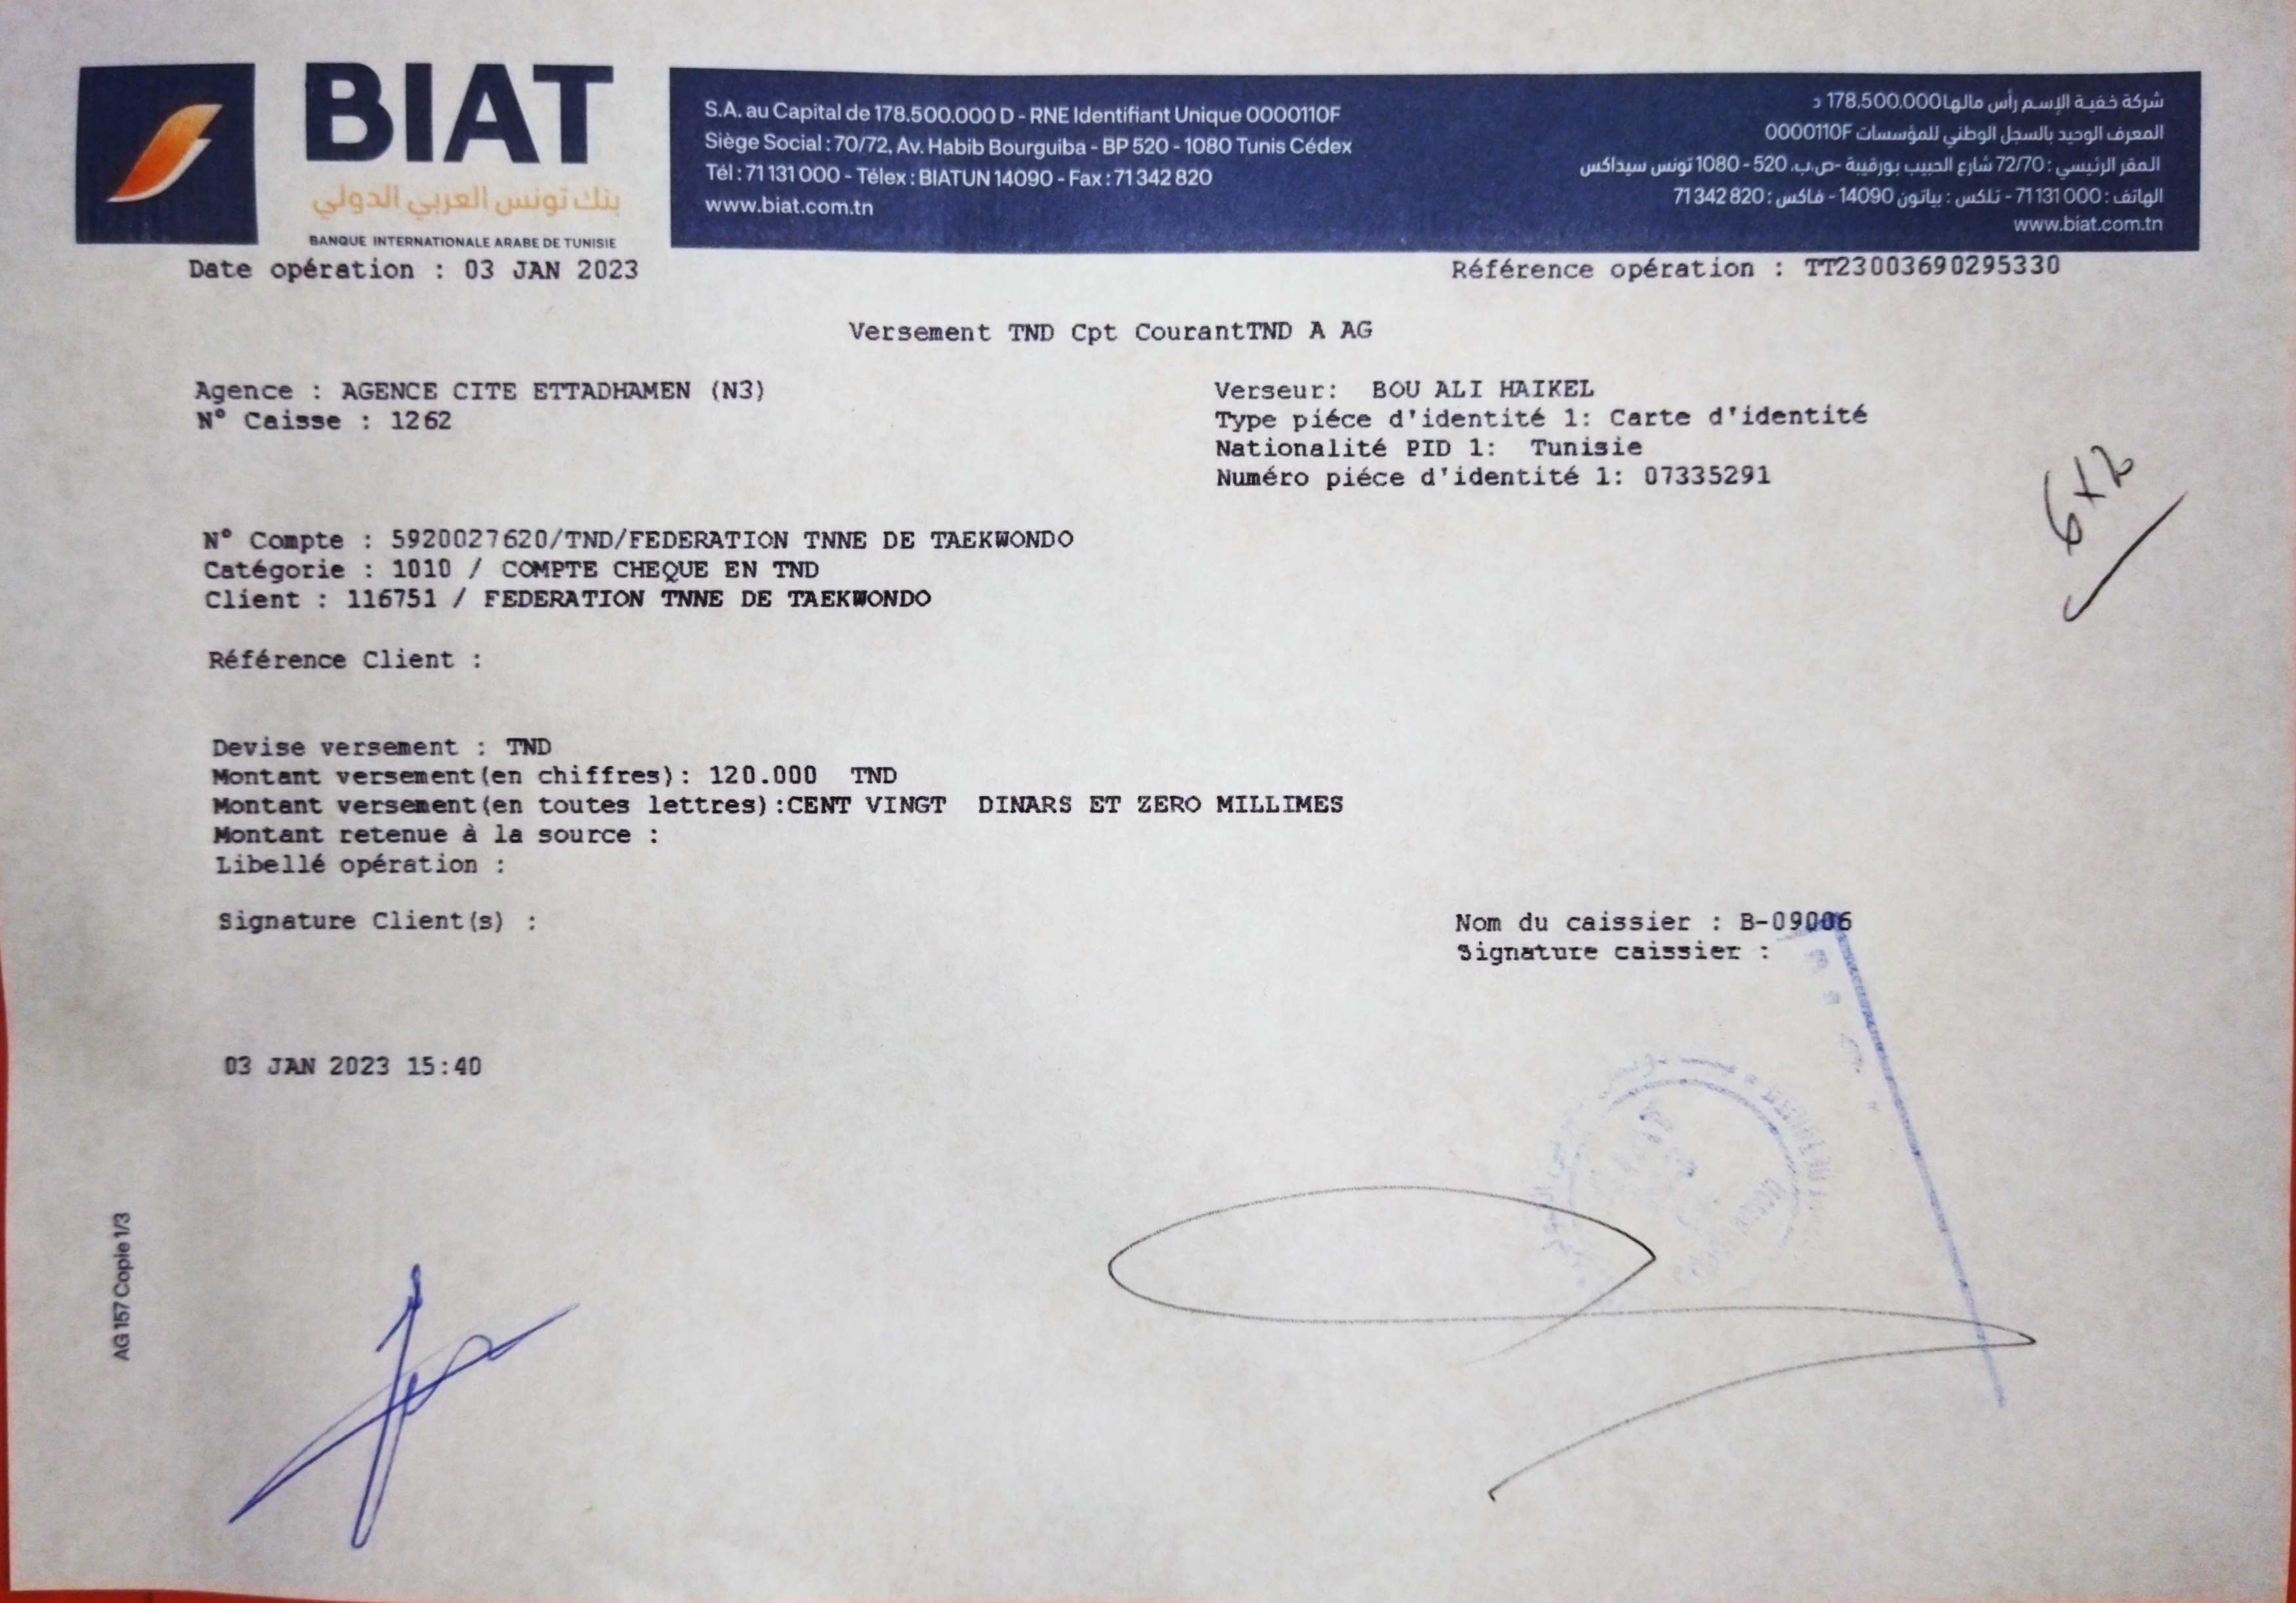 BIAT
بنك تونس العربي الدولي
BANQUE INTERNATIONALE ARABE DE TUNISIE
S.A. au Capital de 178.500.000 D - RNE Identifiant Unique 0000110F
Siège Social : 70/72, Av. Habib Bourguiba - BP 520 - 1080 Tunis Cédex
Tél : 71 131 000 - Télex : BIATUN 14090 - Fax : 71 342 820
www.biat.com.tn
شركة خفية الإسم رأس مالها 178.500.000 د
المعرف الوحيد بالسجل الوطني للمؤسسات 0000110F
المقر الرئيسي : 72/70 شارع الحبيب بورقيبة -ص.ب. 520 - 1080 تونس سيداكس
الهاتف : 71 131 000 - تلكس : بياتون 14090 - فاكس : 71 342 820
www.biat.com.tn
Date opération : 03 JAN 2023
Référence opération : TT23003690295330
Versement TND Cpt CourantTND A AG
Agence : AGENCE CITE ETTADHAMEN (N3)
N° Caisse : 1262
Verseur: BOU ALI HAIKEL
Type piéce d'identité 1: Carte d'identité
Nationalité PID 1: Tunisie
Numéro piéce d'identité 1: 07335291
N° Compte : 5920027620/TND/FEDERATION TNNE DE TAEKWONDO
Catégorie : 1010 / COMPTE CHEQUE EN TND
Client : 116751 / FEDERATION TNNE DE TAEKWONDO
Référence Client :
Devise versement : TND
Montant versement(en chiffres): 120.000 TND
Montant versement(en toutes lettres):CENT VINGT DINARS ET ZERO MILLIMES
Montant retenue à la source :
Libellé opération :
Signature Client(s) :
Nom du caissier : B-09006
Signature caissier :
03 JAN 2023 15:40
AG 157 Copie 1/3